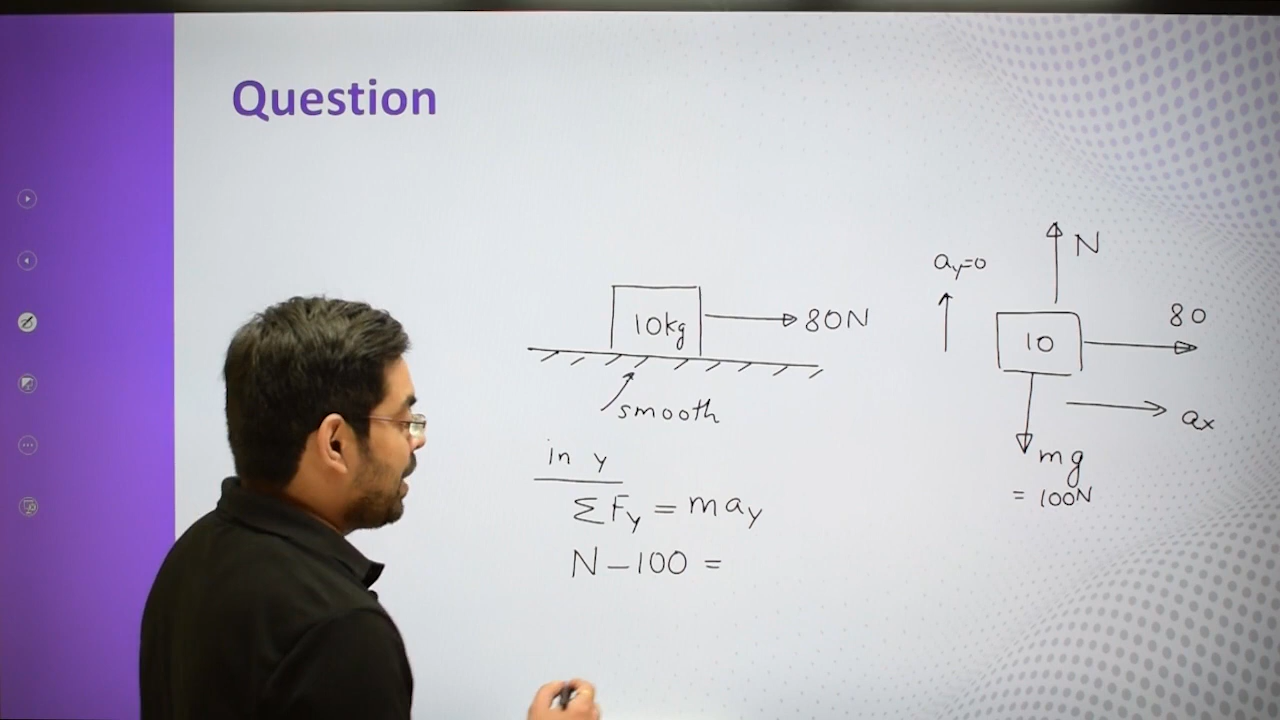 Question
10kg
80N
smooth
in y
ΣFy = may
N - 100 =
N
ay=0
80
10
ax
mg
= 100N